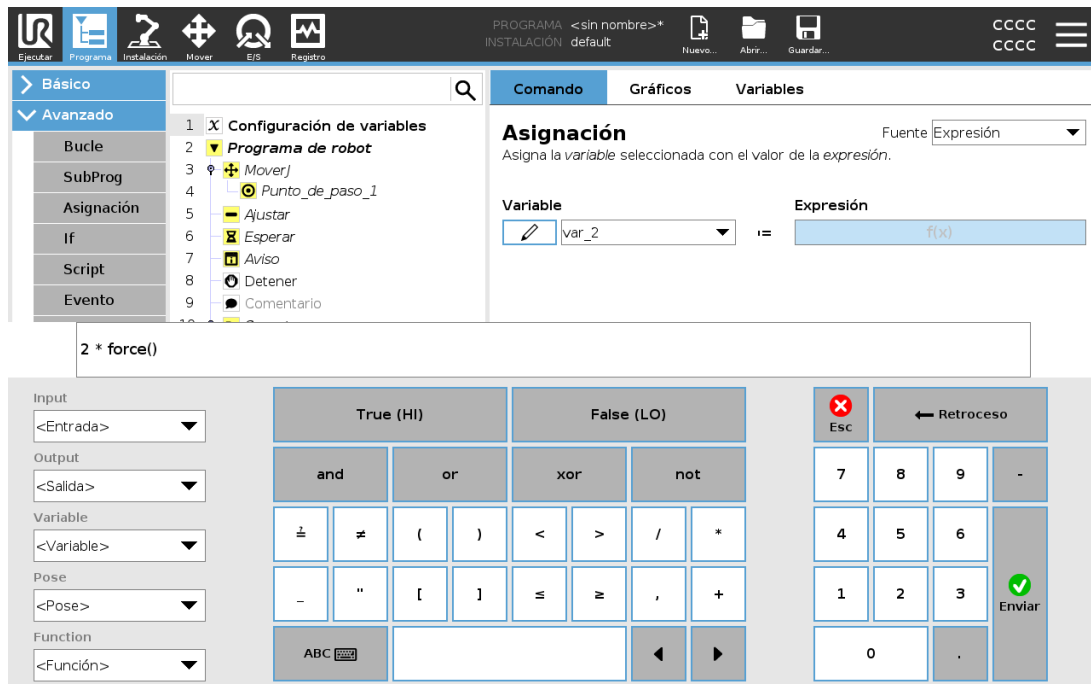 PROGRAMA <sin nombre>*
INSTALACIÓN default
Ejecutar Programa Instalación Mover E/S Registro
Nuevo... Abrir... Guardar...
CCCC
CCCC
Básico
Avanzado
Bucle
SubProg
Asignación
If
Script
Evento
1 Configuración de variables
2 Programa de robot
3 MoverJ
4 Punto_de_paso_1
5 Ajustar
6 Esperar
7 Aviso
8 Detener
9 Comentario
Comando Gráficos Variables
Asignación
Fuente Expresión
Asigna la variable seleccionada con el valor de la expresión.
Variable Expresión
var_2 := f(x)
2 * force()
Input
<Entrada>
Output
<Salida>
Variable
<Variable>
Pose
<Pose>
Function
<Función>
True (HI) False (LO)
and or xor not
≟ ≠ ( ) < > / *
_ " [ ] ≤ ≥ , +
ABC
Esc Retroceso
7 8 9 -
4 5 6
1 2 3 Enviar
0 .